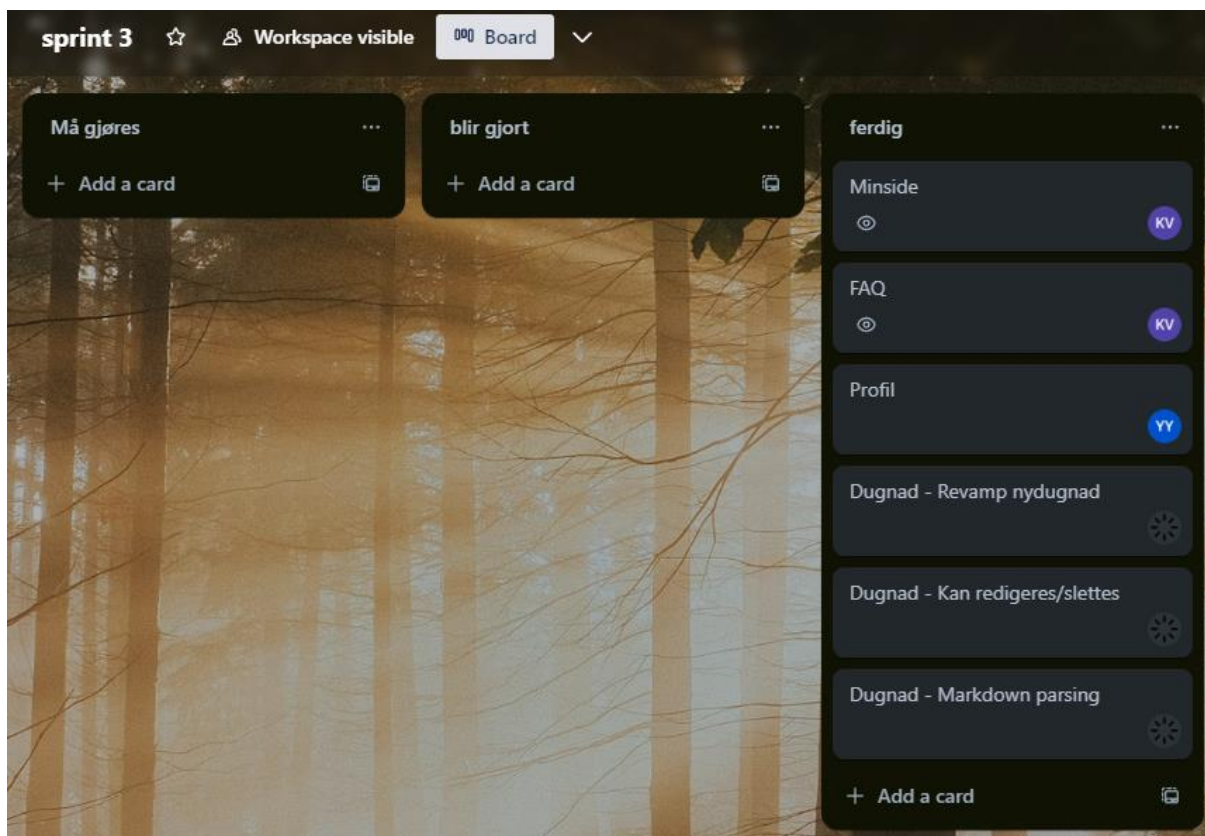 sprint 3
Workspace visible
Board
Må gjøres
Add a card
blir gjort
Add a card
ferdig
Minside
KV
FAQ
KV
Profil
YY
Dugnad - Revamp nydugnad
Dugnad - Kan redigeres/slettes
Dugnad - Markdown parsing
Add a card